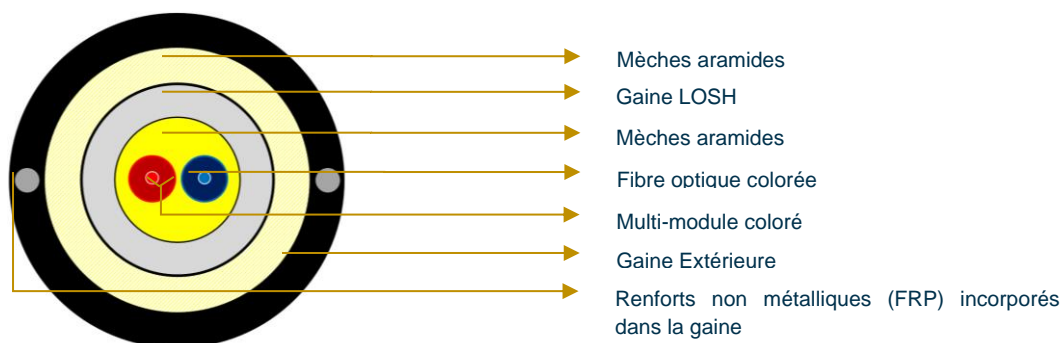 Mèches aramides
Gaine LOSH
Mèches aramides
Fibre optique colorée
Multi-module coloré
Gaine Extérieure
Renforts non métalliques (FRP) incorporés
dans la gaine